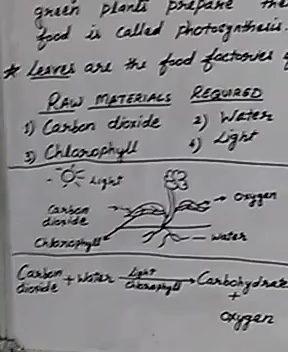 green plants prepare the
food is called photosynthesis.
* Leaves are the food factories
RAW MATERIALS REQUIRED
1) Carbon dioxide 2) Water
3) Chlorophyll 4) Light
Light
Oxygen
Carbon
dioxide
Chlorophyll
Water
Carbon dioxide + Water Light Chlorophyll → Carbohydrate
+
Oxygen